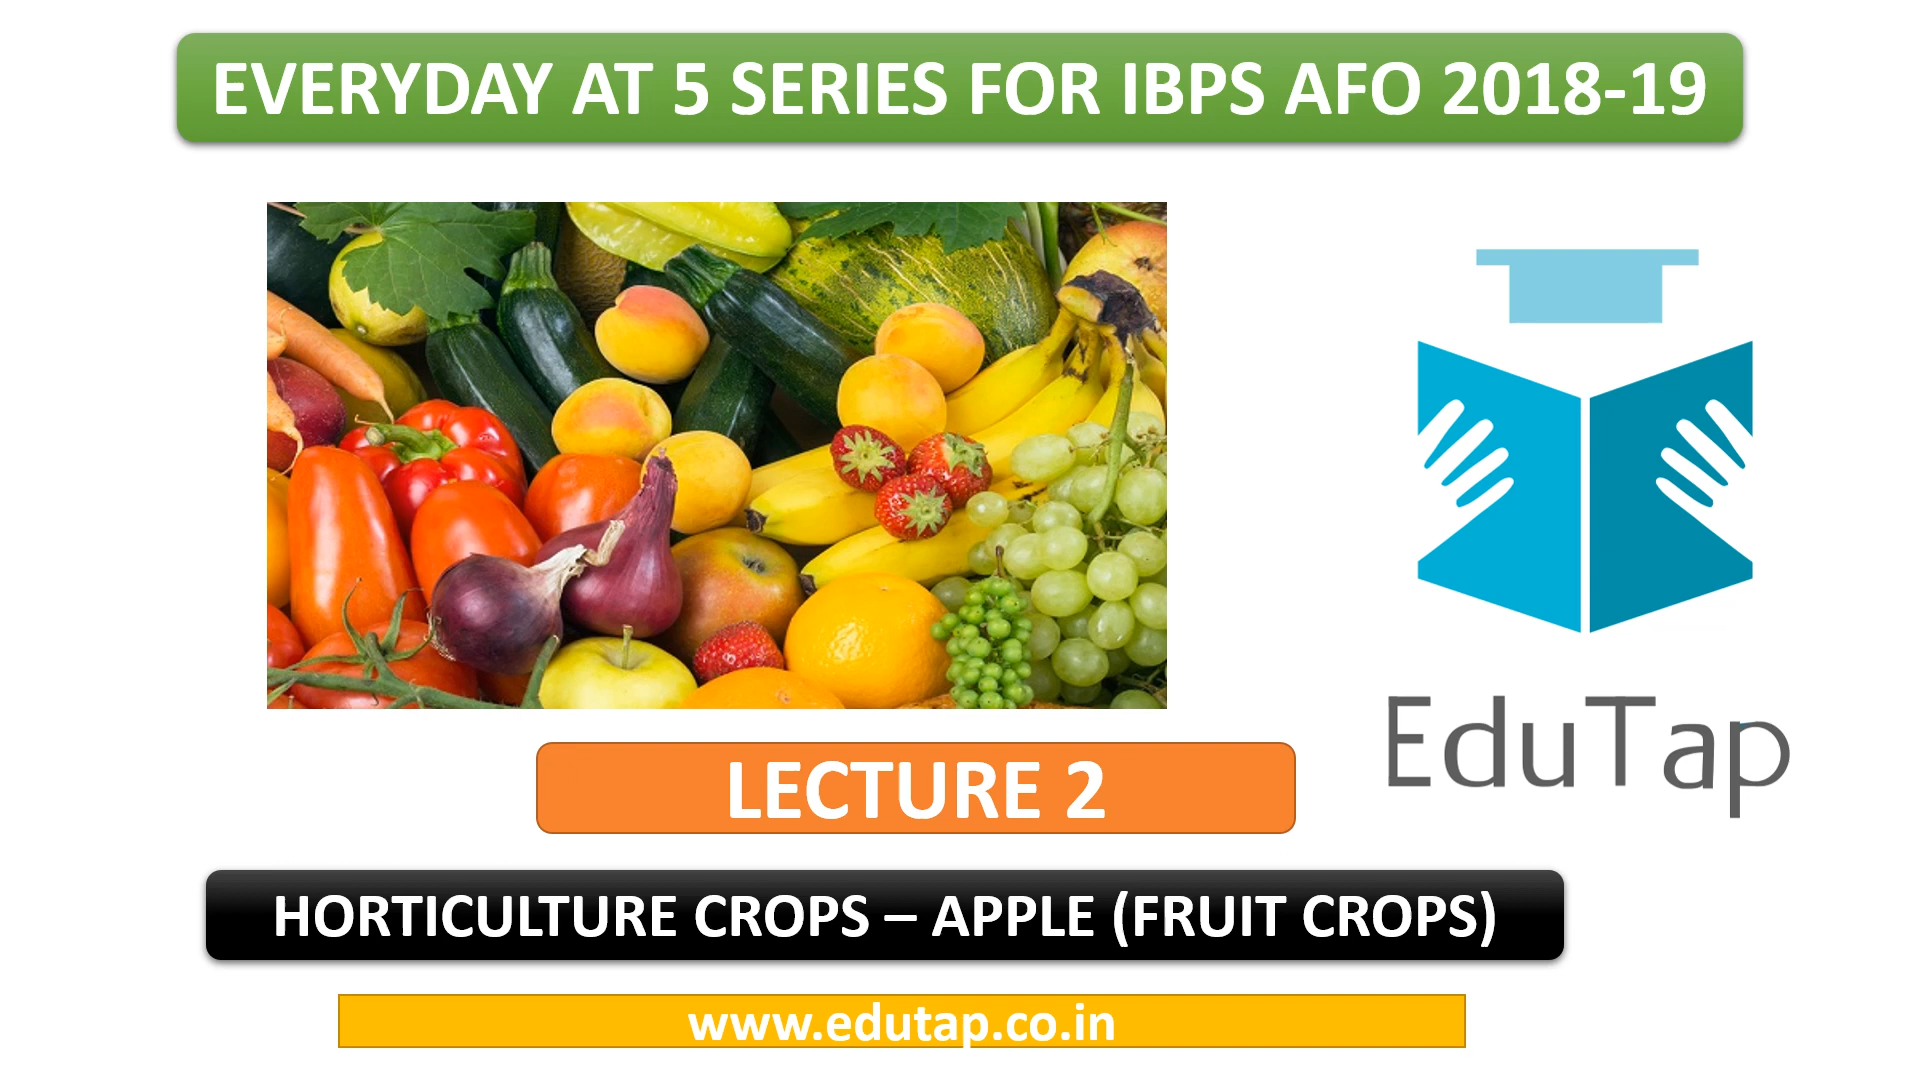 EVERYDAY AT 5 SERIES FOR IBPS AFO 2018-19
EduTap
LECTURE 2
HORTICULTURE CROPS – APPLE (FRUIT CROPS)
www.edutap.co.in